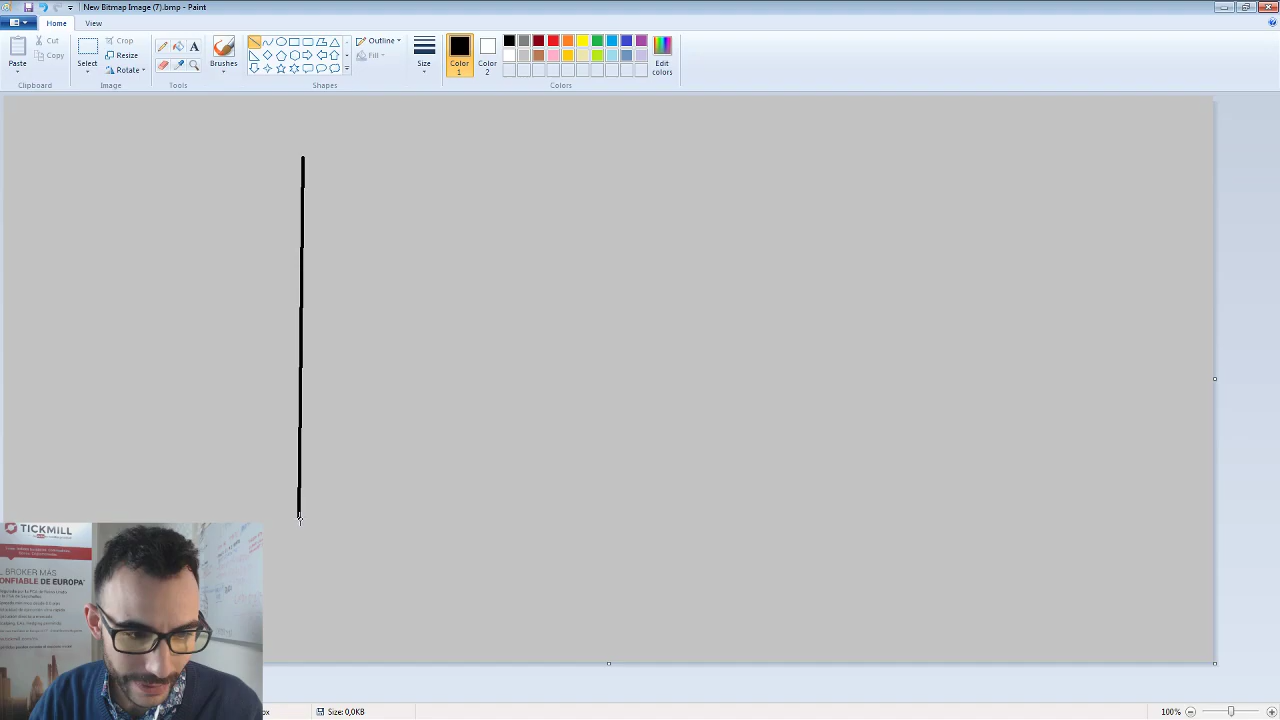 New Bitmap Image (7).bmp - Paint
Home
View
Paste
Cut
Copy
Clipboard
Select
Crop
Resize
Rotate
Image
A
Tools
Brushes
Outline
Fill
Shapes
Size
Color 1
Color 2
Edit colors
Colors
TICKMILL
L BROKER MÁS
ONFIABLE DE EUROPA*
Size: 0,0KB
100%